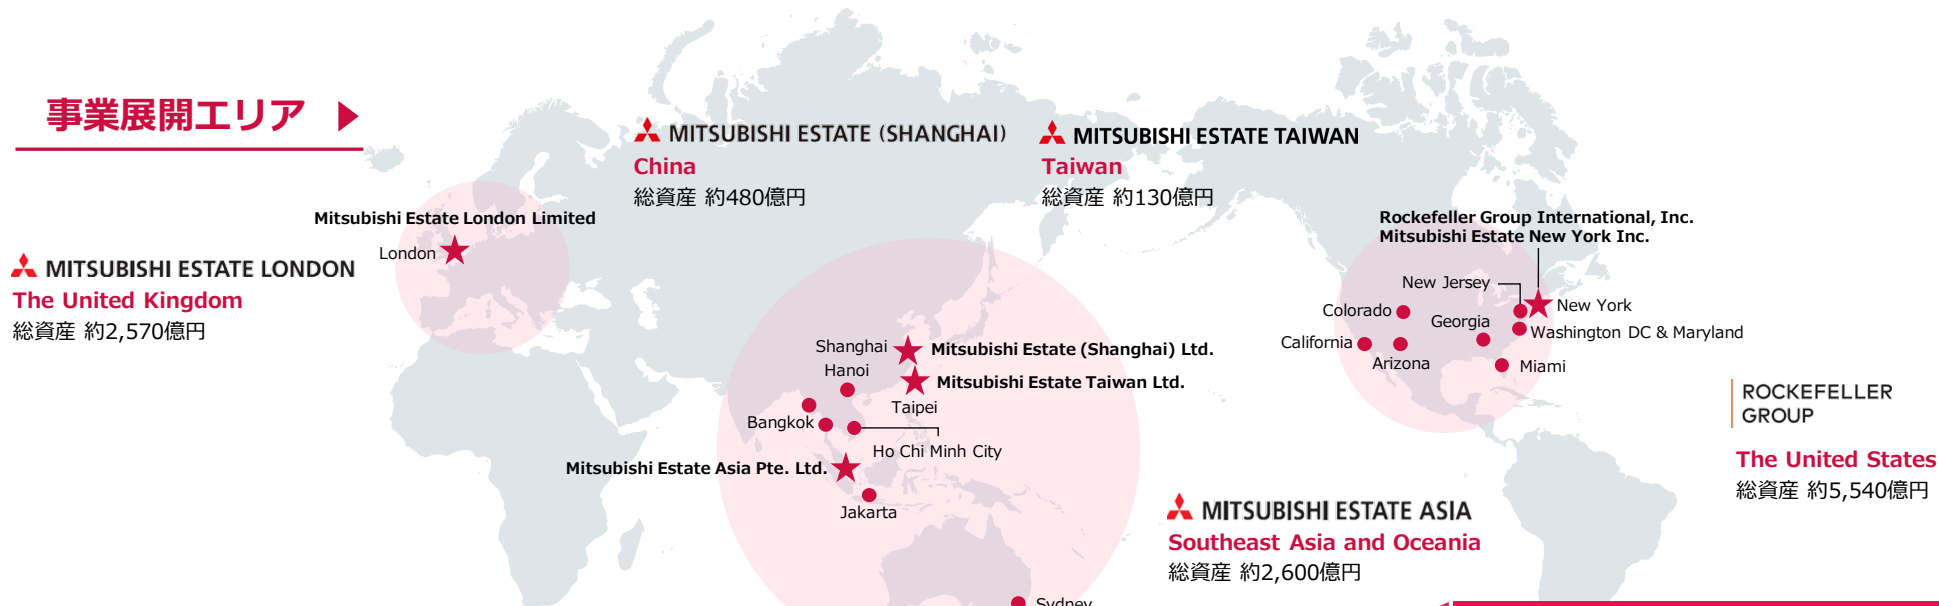 事業展開エリア
MITSUBISHI ESTATE (SHANGHAI)
China
総資産 約480億円
MITSUBISHI ESTATE TAIWAN
Taiwan
総資産 約130億円
Mitsubishi Estate London Limited
London
MITSUBISHI ESTATE LONDON
The United Kingdom
総資産 約2,570億円
Rockefeller Group International, Inc.
Mitsubishi Estate New York Inc.
New Jersey
New York
Colorado
Georgia
Washington DC & Maryland
California
Arizona
Miami
Shanghai
Mitsubishi Estate (Shanghai) Ltd.
Hanoi
Mitsubishi Estate Taiwan Ltd.
Taipei
Bangkok
Ho Chi Minh City
Mitsubishi Estate Asia Pte. Ltd.
Jakarta
ROCKEFELLER
GROUP
The United States
総資産 約5,540億円
MITSUBISHI ESTATE ASIA
Southeast Asia and Oceania
総資産 約2,600億円
Sydney